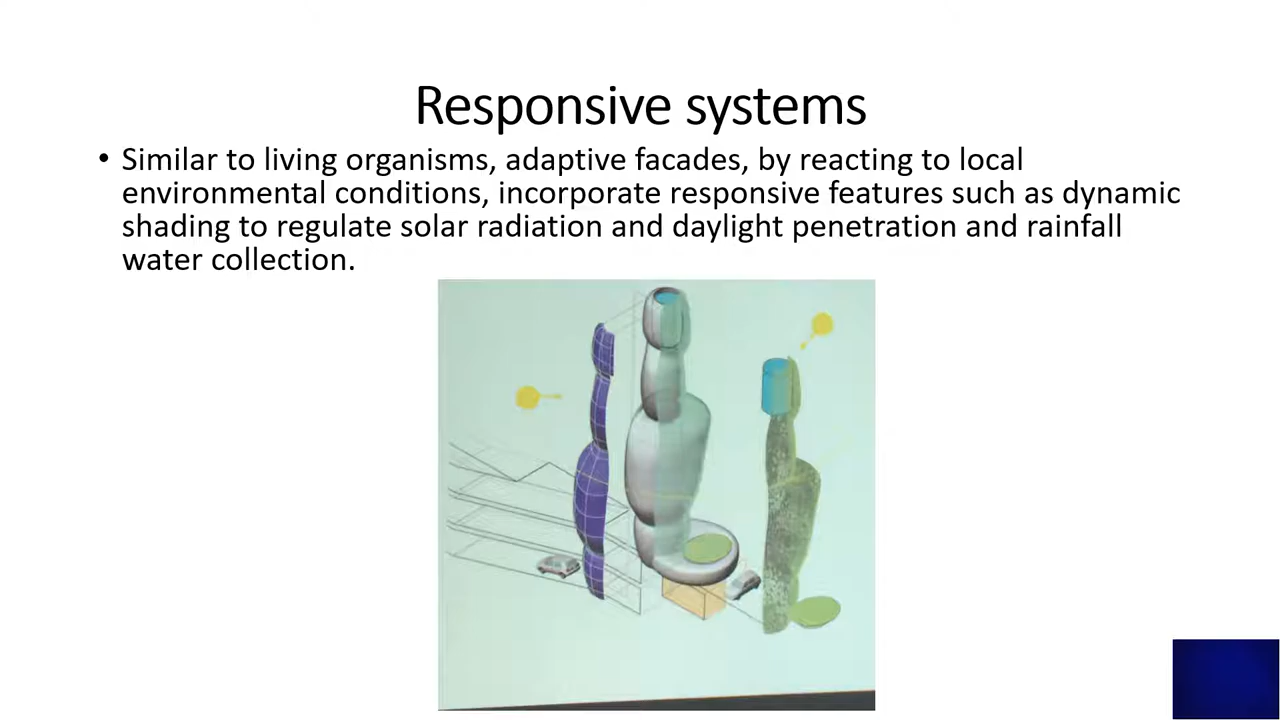 Responsive systems
• Similar to living organisms, adaptive facades, by reacting to local
environmental conditions, incorporate responsive features such as dynamic
shading to regulate solar radiation and daylight penetration and rainfall
water collection.